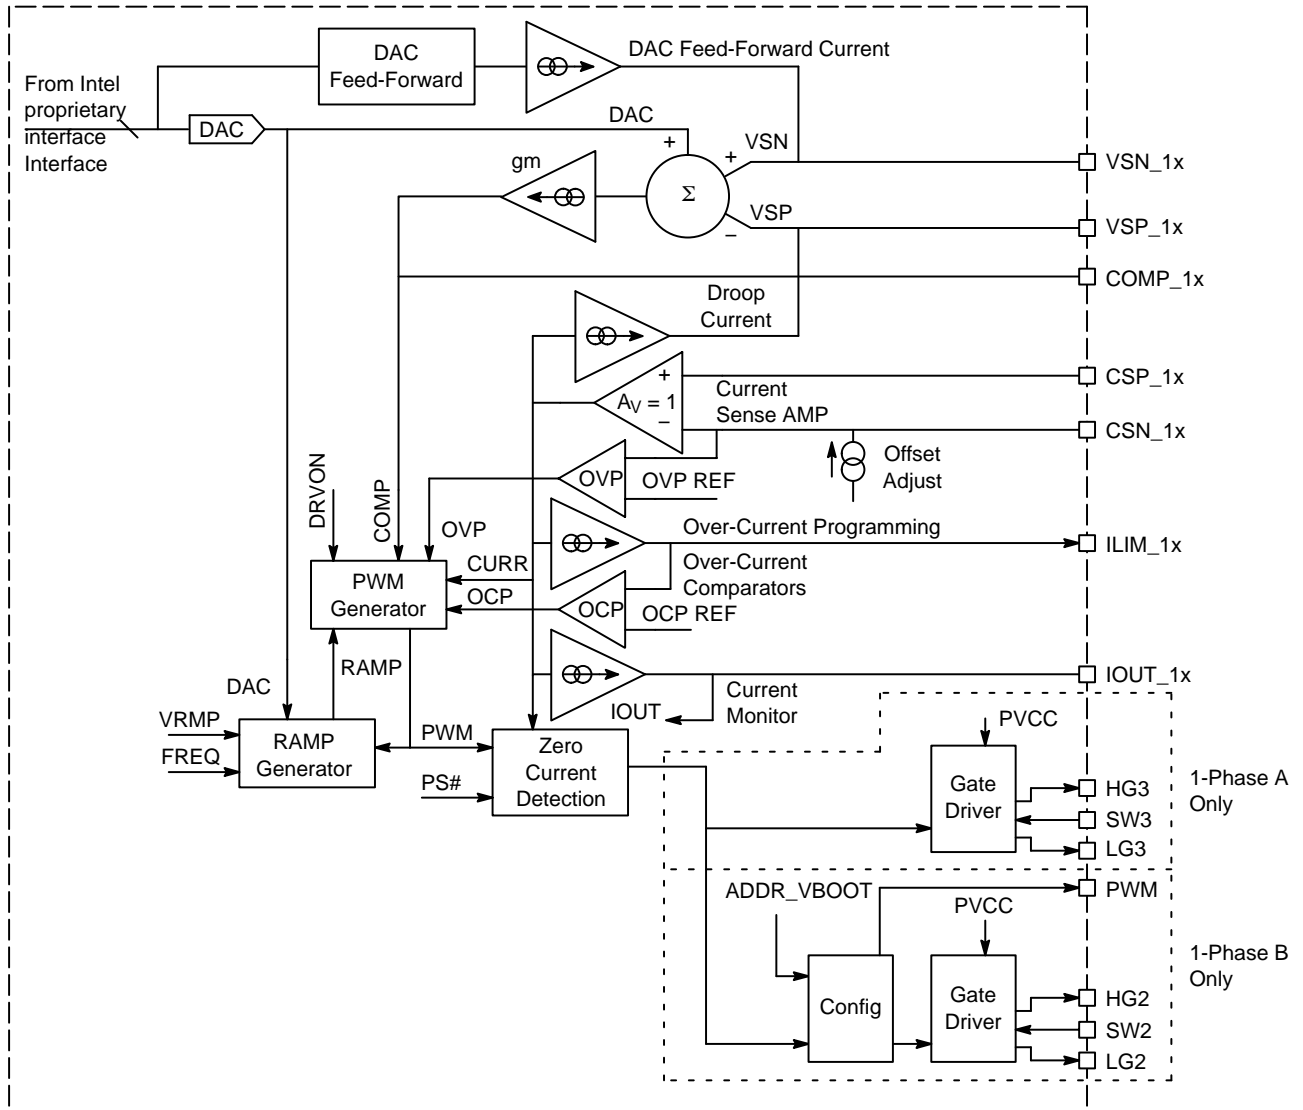 DAC
Feed-Forward
DAC Feed-Forward Current
From Intel
proprietary
interface
Interface
DAC
DAC
+
VSN
+
VSN_1x
gm
Σ
VSP
−
VSP_1x
COMP_1x
Droop
Current
+
AV = 1
−
Current
Sense AMP
CSP_1x
CSN_1x
Offset
Adjust
OVP
OVP REF
DRVON
COMP
OVP
Over-Current Programming
ILIM_1x
CURR
Over-Current
Comparators
PWM
Generator
OCP
OCP
OCP REF
RAMP
IOUT_1x
DAC
IOUT
Current
Monitor
VRMP
FREQ
RAMP
Generator
PWM
PS#
Zero
Current
Detection
PVCC
Gate
Driver
HG3
SW3
LG3
1-Phase A
Only
ADDR_VBOOT
PWM
PVCC
Config
Gate
Driver
HG2
SW2
LG2
1-Phase B
Only